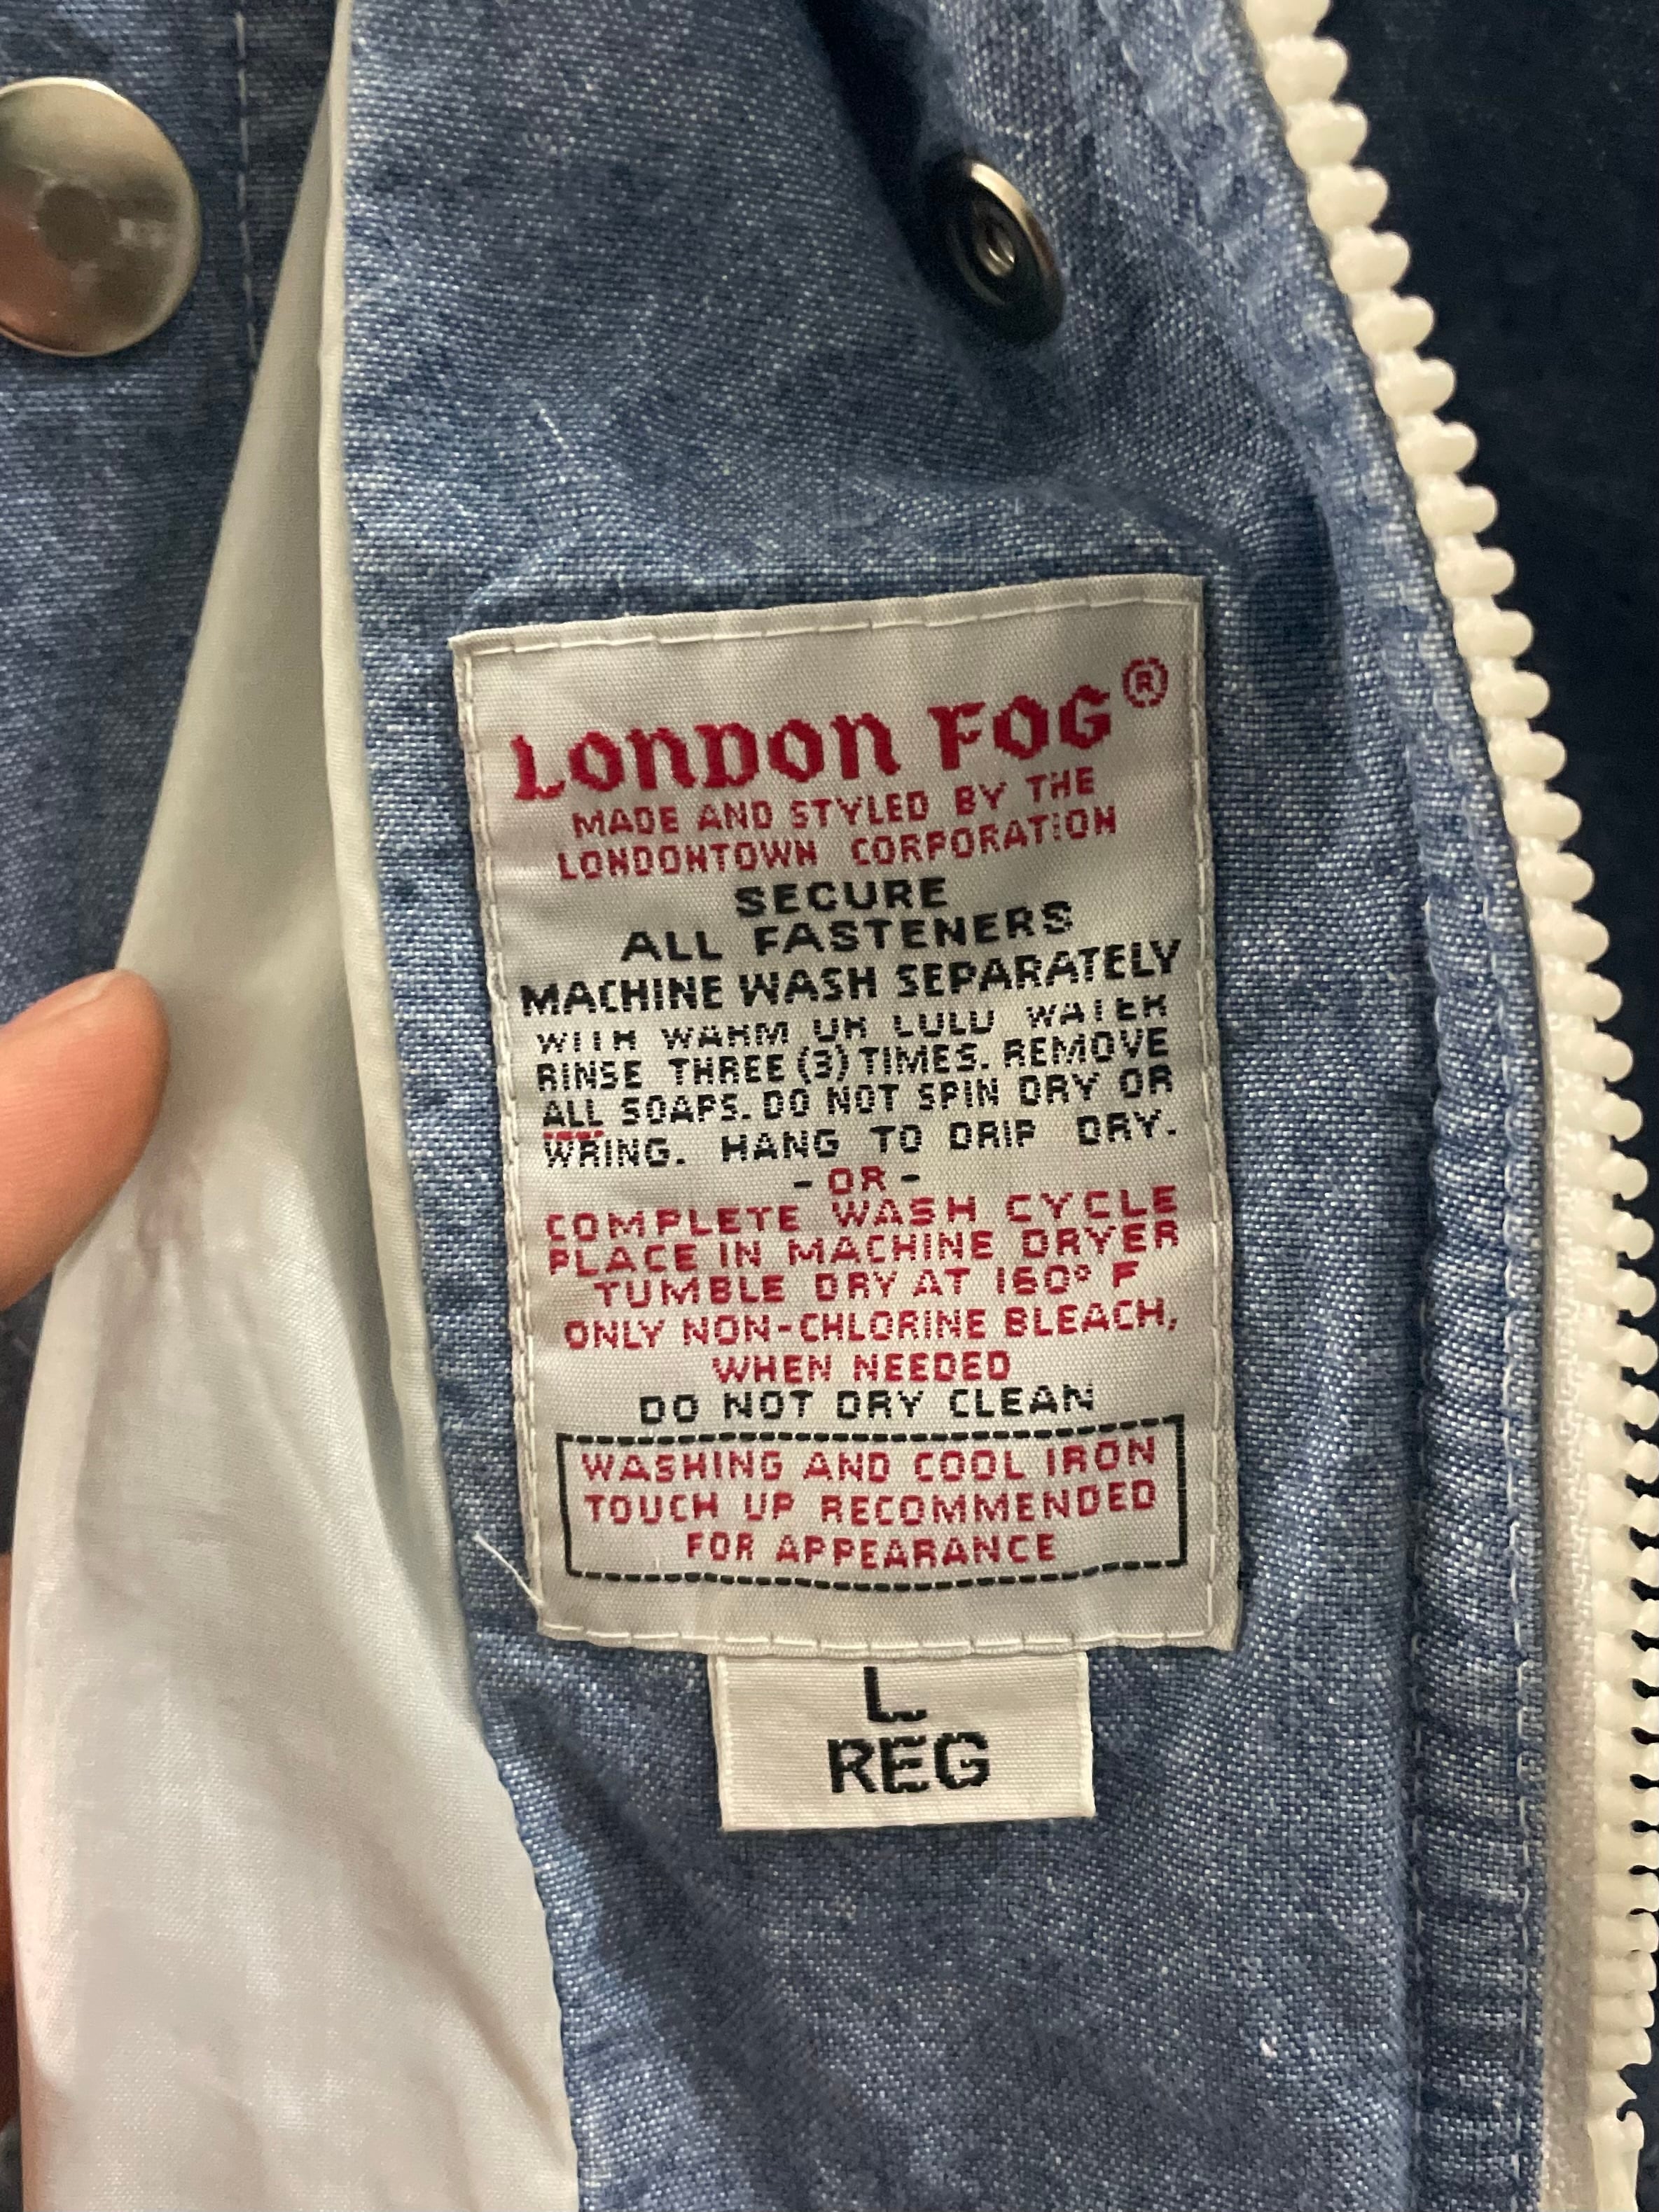 LONDON FOG®
MADE AND STYLED BY THE
LONDONTOWN CORPORATION
SECURE
ALL FASTENERS
MACHINE WASH SEPARATELY
WITH WARM OR COLD WATER
RINSE THREE (3) TIMES. REMOVE
ALL SOAPS. DO NOT SPIN DRY OR
WRING. HANG TO DRIP DRY.
- OR -
COMPLETE WASH CYCLE
PLACE IN MACHINE DRYER
TUMBLE DRY AT 160° F
ONLY NON-CHLORINE BLEACH,
WHEN NEEDED
DO NOT DRY CLEAN
WASHING AND COOL IRON
TOUCH UP RECOMMENDED
FOR APPEARANCE
L
REG